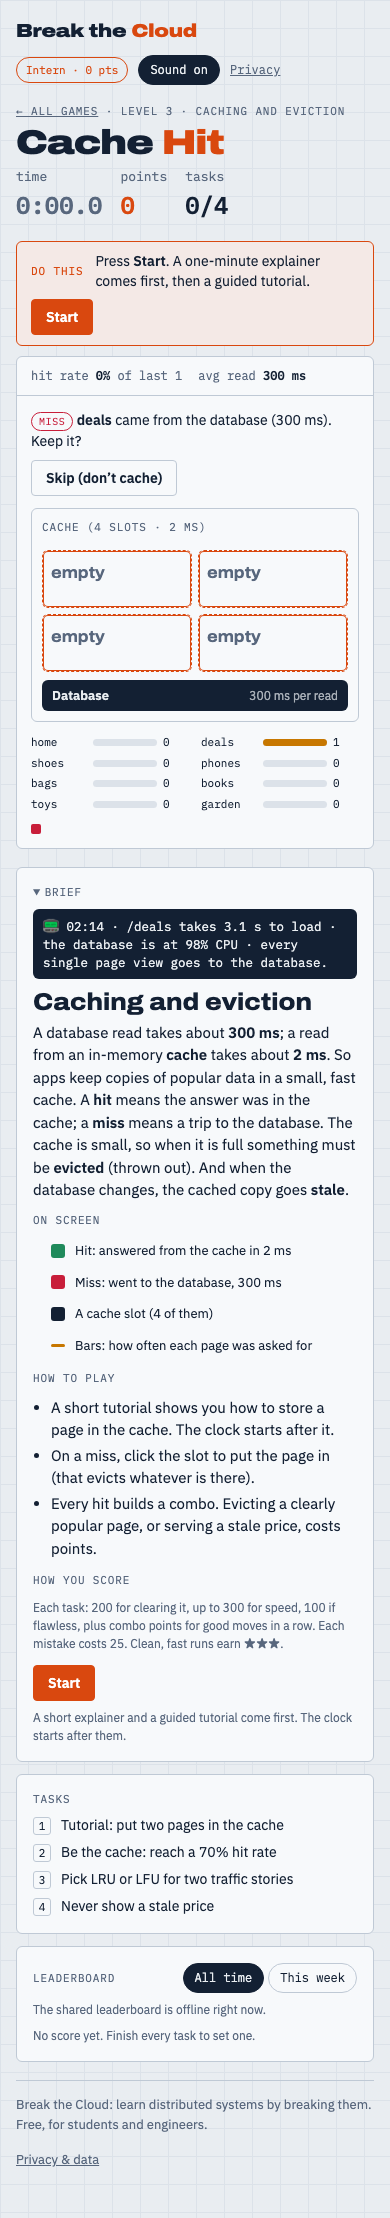 Break the Cloud
Intern · 0 pts
Sound on
Privacy
← ALL GAMES · LEVEL 3 · CACHING AND EVICTION
Cache Hit
time points tasks
0:00.0 0 0/4
DO THIS
Press Start. A one-minute explainer
comes first, then a guided tutorial.
Start
hit rate 0% of last 1 avg read 300 ms
MISS deals came from the database (300 ms).
Keep it?
Skip (don’t cache)
CACHE (4 SLOTS · 2 MS)
empty empty
empty empty
Database 300 ms per read
home 0 deals 1
shoes 0 phones 0
bags 0 books 0
toys 0 garden 0
▼ BRIEF
02:14 · /deals takes 3.1 s to load ·
the database is at 98% CPU · every
single page view goes to the database.
Caching and eviction
A database read takes about 300 ms; a read
from an in-memory cache takes about 2 ms. So
apps keep copies of popular data in a small, fast
cache. A hit means the answer was in the
cache; a miss means a trip to the database. The
cache is small, so when it is full something must
be evicted (thrown out). And when the
database changes, the cached copy goes stale.
ON SCREEN
Hit: answered from the cache in 2 ms
Miss: went to the database, 300 ms
A cache slot (4 of them)
Bars: how often each page was asked for
HOW TO PLAY
• A short tutorial shows you how to store a
page in the cache. The clock starts after it.
• On a miss, click the slot to put the page in
(that evicts whatever is there).
• Every hit builds a combo. Evicting a clearly
popular page, or serving a stale price, costs
points.
HOW YOU SCORE
Each task: 200 for clearing it, up to 300 for speed, 100 if
flawless, plus combo points for good moves in a row. Each
mistake costs 25. Clean, fast runs earn ★★★.
Start
A short explainer and a guided tutorial come first. The clock
starts after them.
TASKS
1 Tutorial: put two pages in the cache
2 Be the cache: reach a 70% hit rate
3 Pick LRU or LFU for two traffic stories
4 Never show a stale price
LEADERBOARD All time This week
The shared leaderboard is offline right now.
No score yet. Finish every task to set one.
Break the Cloud: learn distributed systems by breaking them.
Free, for students and engineers.
Privacy & data